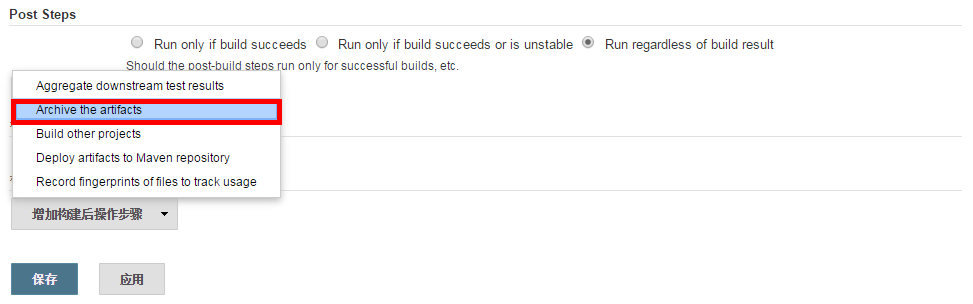 Post Steps
Run only if build succeeds Run only if build succeeds or is unstable Run regardless of build result
Should the post-build steps run only for successful builds, etc.
Aggregate downstream test results
Archive the artifacts
Build other projects
Deploy artifacts to Maven repository
Record fingerprints of files to track usage
增加构建后操作步骤
保存 应用